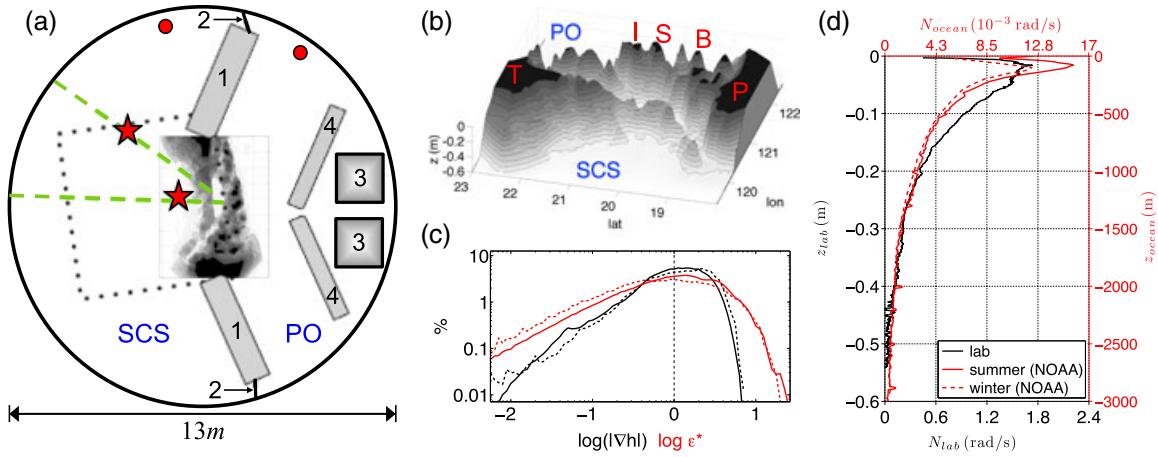 (a)
2
1
3
3
4
4
SCS
PO
1
2
13m
(b)
PO
I
S
B
T
P
SCS
z (m)
0
-0.2
-0.4
-0.6
23
22
21
20
19
lat
120
121
122
lon
(c)
%
10
1
0.1
0.01
−2
−1
0
1
log(|∇h|)
log ε*
(d)
N_ocean (10⁻³ rad/s)
0
4.3
8.5
12.8
17
z_lab (m)
0
-0.1
-0.2
-0.3
-0.4
-0.5
-0.6
z_ocean (m)
0
-500
-1000
-1500
-2000
-2500
-3000
lab
summer (NOAA)
winter (NOAA)
0
0.6
1.2
1.8
2.4
N_lab (rad/s)